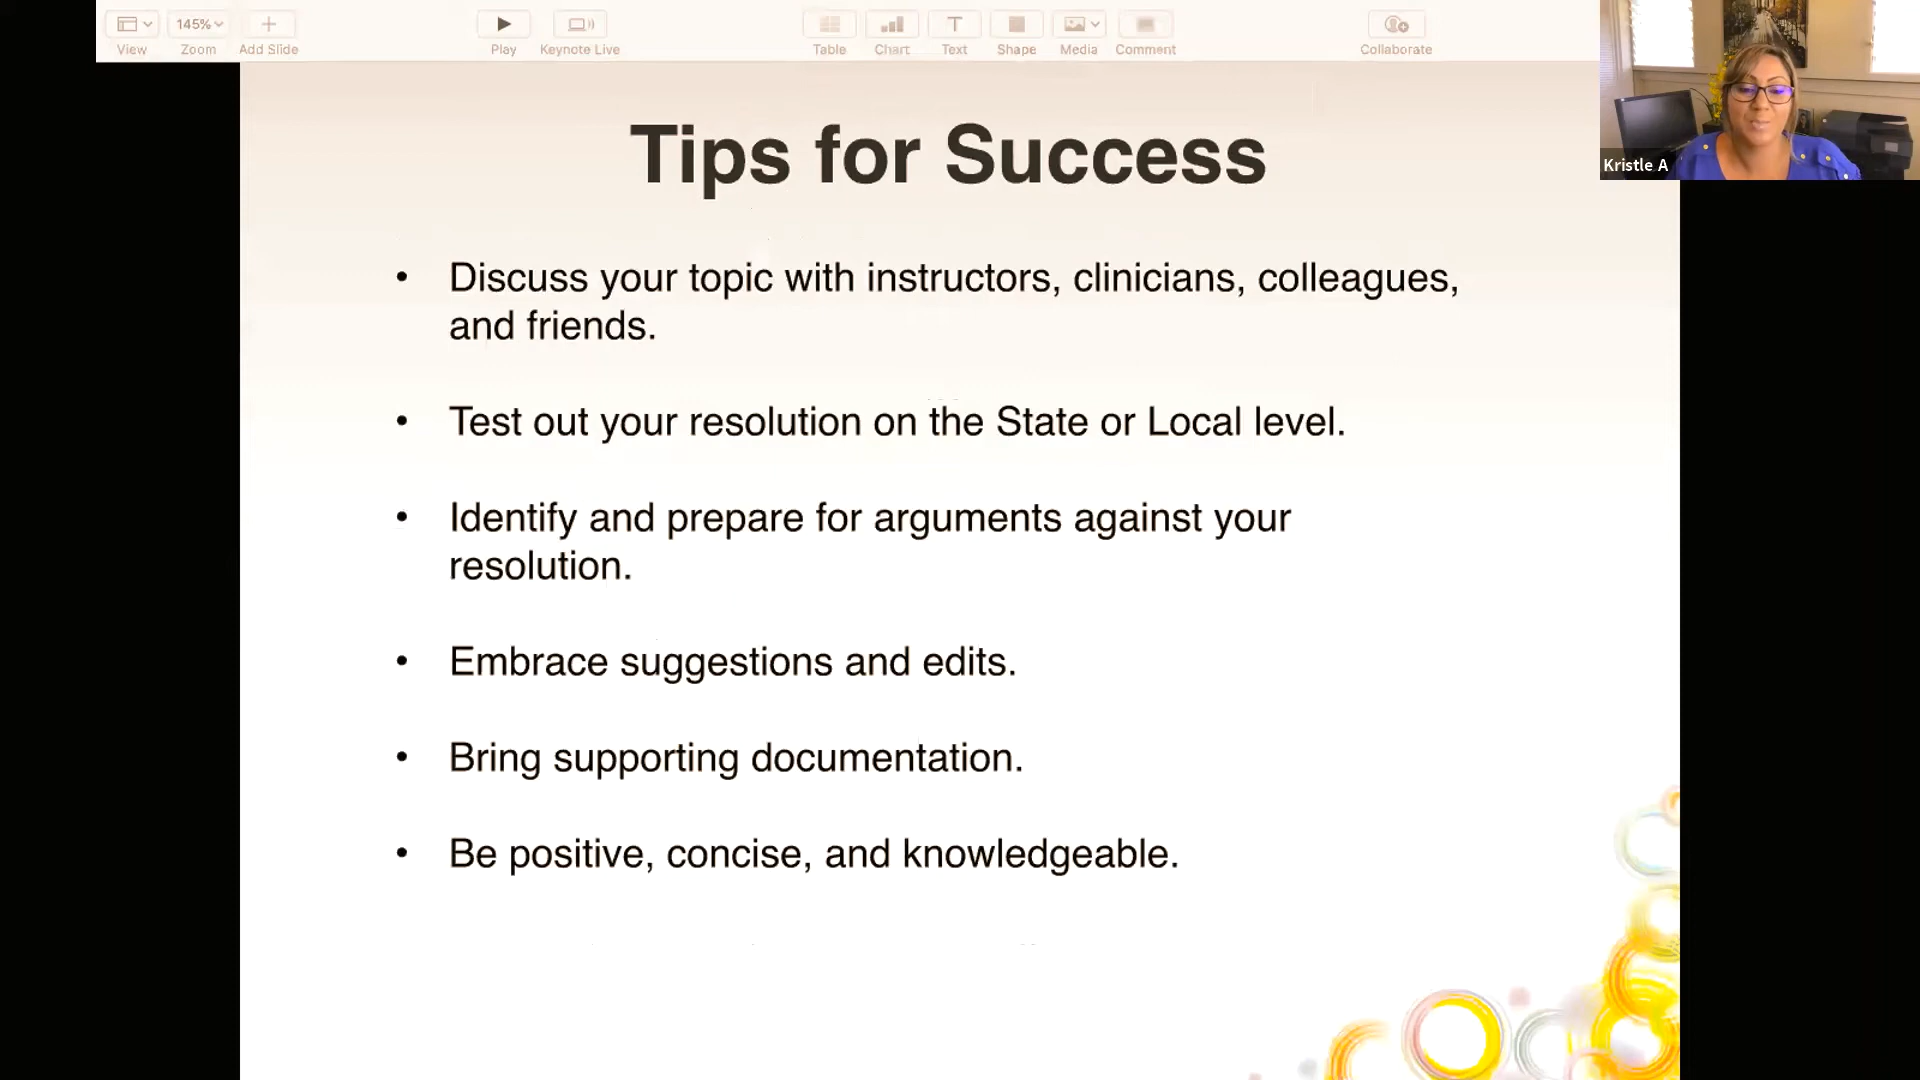 145%
View
Zoom
Add Slide
Play
Keynote Live
Table
Chart
Text
Shape
Media
Comment
Collaborate
Kristle A
Tips for Success
• Discuss your topic with instructors, clinicians, colleagues,
and friends.
• Test out your resolution on the State or Local level.
• Identify and prepare for arguments against your
resolution.
• Embrace suggestions and edits.
• Bring supporting documentation.
• Be positive, concise, and knowledgeable.